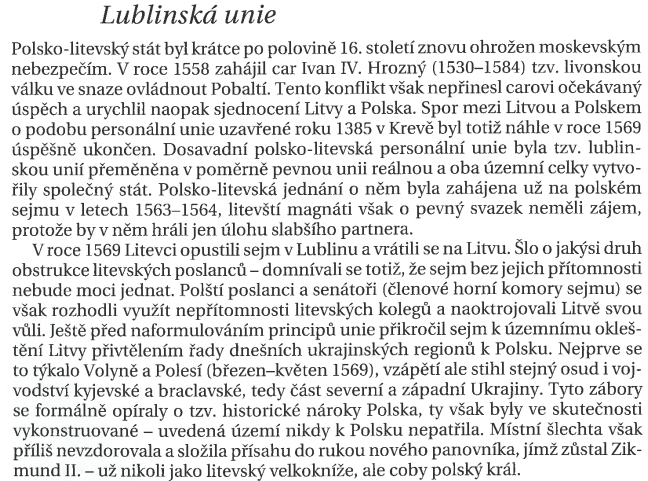 Lublinská unie
Polsko-litevský stát byl krátce po polovině 16. století znovu ohrožen moskevským
nebezpečím. V roce 1558 zahájil car Ivan IV. Hrozný (1530–1584) tzv. livonskou
válku ve snaze ovládnout Pobaltí. Tento konflikt však nepřinesl carovi očekávaný
úspěch a urychlil naopak sjednocení Litvy a Polska. Spor mezi Litvou a Polskem
o podobu personální unie uzavřené roku 1385 v Krevě byl totiž náhle v roce 1569
úspěšně ukončen. Dosavadní polsko-litevská personální unie byla tzv. lublin-
skou unií přeměněna v poměrně pevnou unii reálnou a oba územní celky vytvo-
řily společný stát. Polsko-litevská jednání o něm byla zahájena už na polském
sejmu v letech 1563–1564, litevští magnáti však o pevný svazek neměli zájem,
protože by v něm hráli jen úlohu slabšího partnera.
V roce 1569 Litevci opustili sejm v Lublinu a vrátili se na Litvu. Šlo o jakýsi druh
obstrukce litevských poslanců – domnívali se totiž, že sejm bez jejich přítomnosti
nebude moci jednat. Polští poslanci a senátoři (členové horní komory sejmu) se
však rozhodli využít nepřítomnosti litevských kolegů a naoktrojovali Litvě svou
vůli. Ještě před naformulováním principů unie přikročil sejm k územnímu okleš-
tění Litvy přivtělením řady dnešních ukrajinských regionů k Polsku. Nejprve se
to týkalo Volyně a Polesí (březen–květen 1569), vzápětí ale stihl stejný osud i voj-
vodství kyjevské a braclavské, tedy část severní a západní Ukrajiny. Tyto zábory
se formálně opíraly o tzv. historické nároky Polska, ty však byly ve skutečnosti
vykonstruované – uvedená území nikdy k Polsku nepatřila. Místní šlechta však
příliš nevzdorovala a složila přísahu do rukou nového panovníka, jímž zůstal Zik-
mund II. – už nikoli jako litevský velkokníže, ale coby polský král.